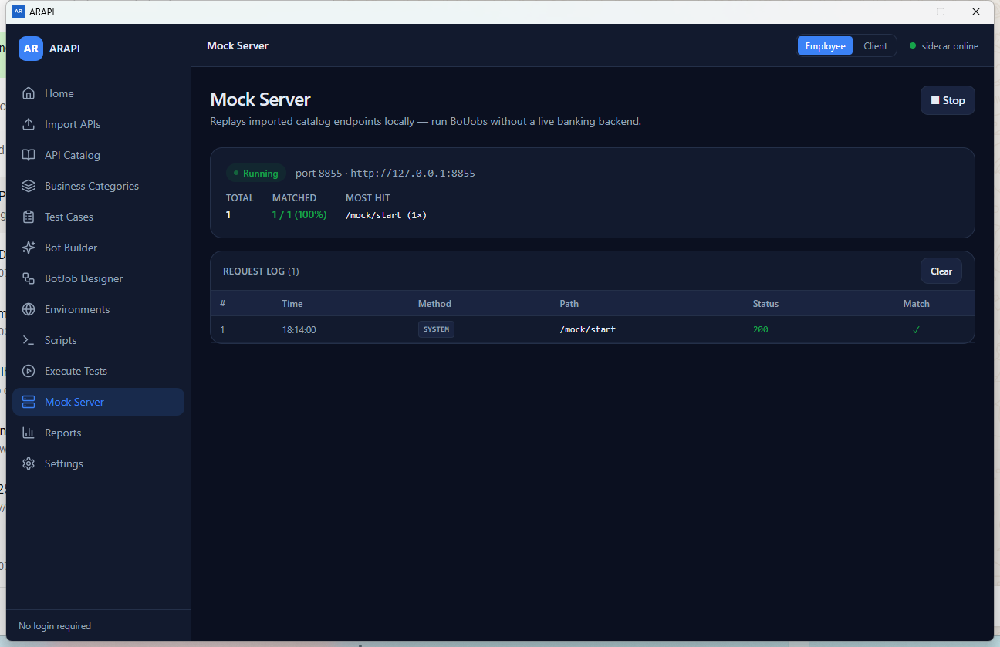 AR ARAPI
AR ARAPI
Mock Server
Employee Client sidecar online
Home
Import APIs
API Catalog
Business Categories
Test Cases
Bot Builder
BotJob Designer
Environments
Scripts
Execute Tests
Mock Server
Reports
Settings
No login required
Mock Server
Stop
Replays imported catalog endpoints locally — run BotJobs without a live banking backend.
Running port 8855 · http://127.0.0.1:8855
TOTAL MATCHED MOST HIT
1 1 / 1 (100%) /mock/start (1×)
REQUEST LOG (1) Clear
# Time Method Path Status Match
1 18:14:00 SYSTEM /mock/start 200 ✓